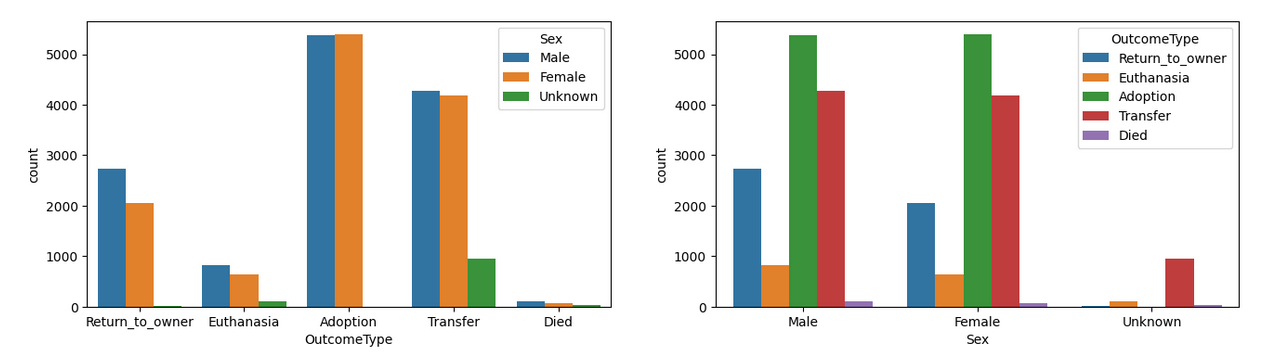 Sex
Male
Female
Unknown
5000
4000
3000
2000
1000
0
count
Return_to_owner Euthanasia Adoption Transfer Died
OutcomeType
OutcomeType
Return_to_owner
Euthanasia
Adoption
Transfer
Died
5000
4000
3000
2000
1000
0
count
Male Female Unknown
Sex